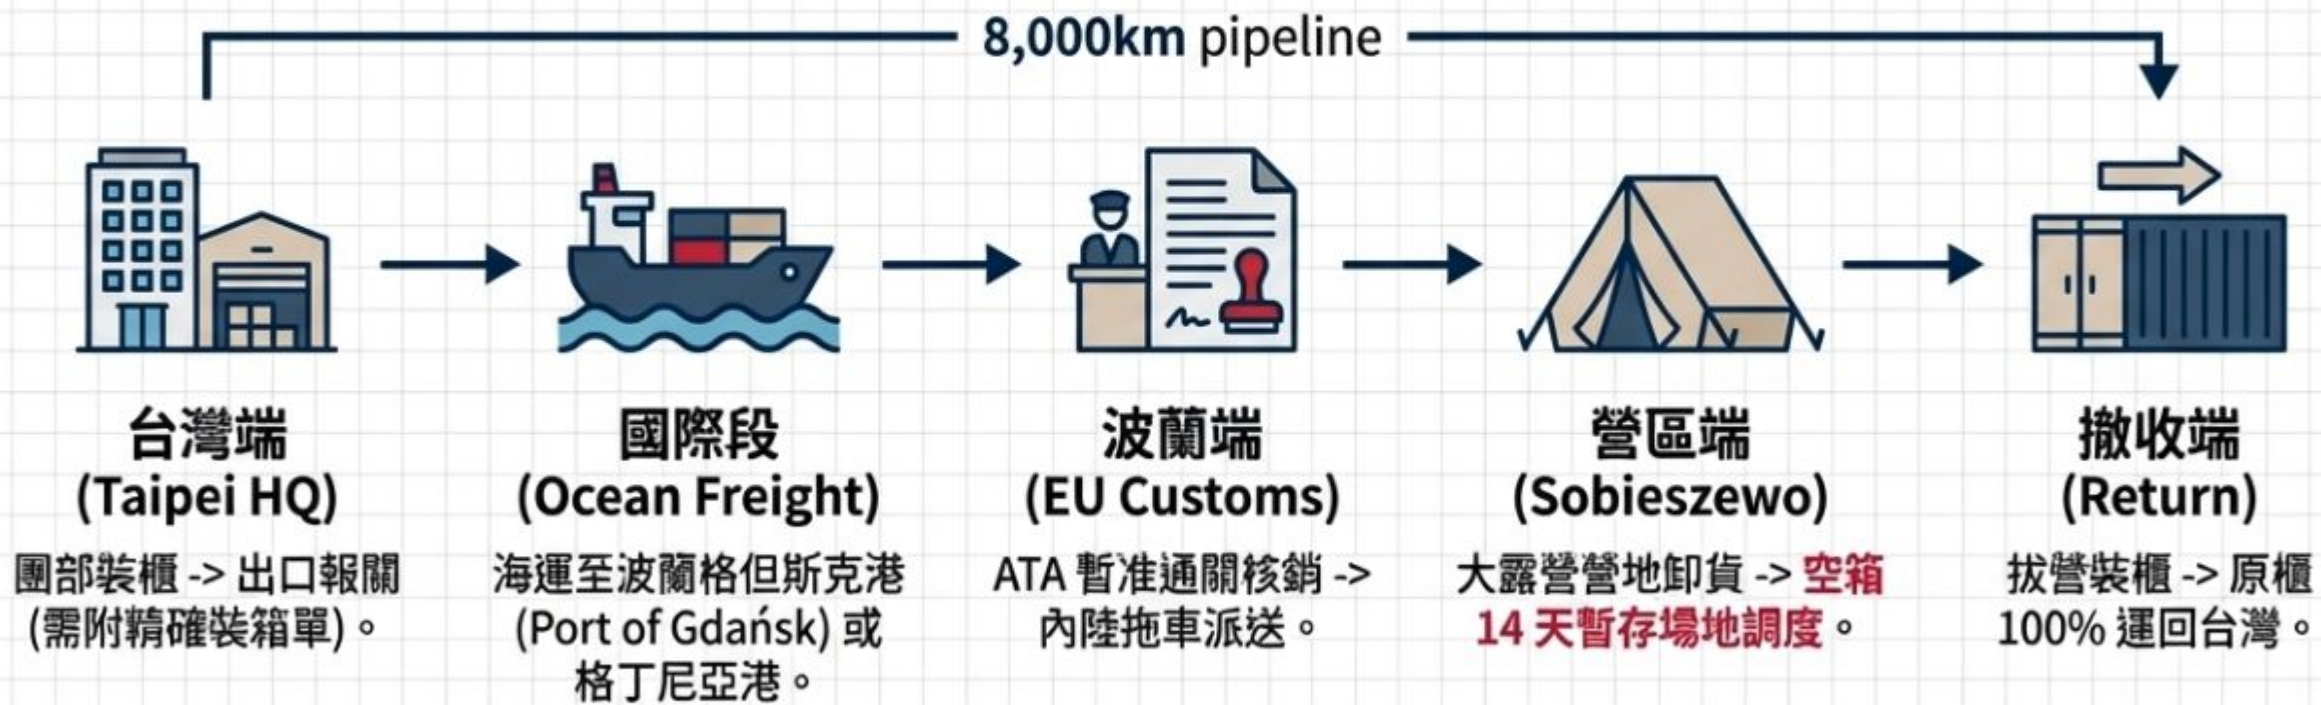 8,000km pipeline
台灣端
(Taipei HQ)
團部裝櫃 -> 出口報關
(需附精確裝箱單)。
國際段
(Ocean Freight)
海運至波蘭格但斯克港
(Port of Gdańsk) 或
格丁尼亞港。
波蘭端
(EU Customs)
ATA 暫准通關核銷 ->
內陸拖車派送。
營區端
(Sobieszewo)
大露營營地卸貨 -> 空箱
14 天暫存場地調度。
撤收端
(Return)
拔營裝櫃 -> 原櫃
100% 運回台灣。